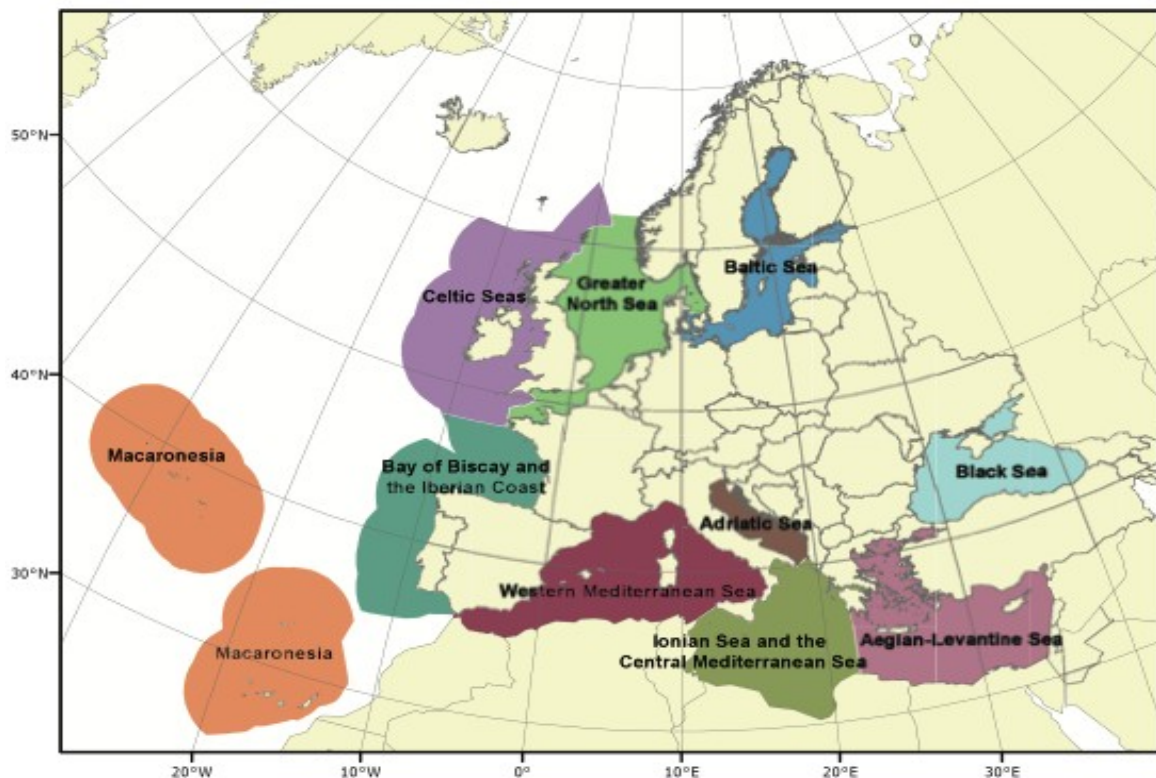 50°N
40°N
30°N
Celtic Seas
Greater
North Sea
Baltic Sea
Macaronesia
Bay of Biscay and
the Iberian Coast
Black Sea
Adriatic Sea
Western Mediterranean Sea
Macaronesia
Ionian Sea and the
Central Mediterranean Sea
Aegian-Levantine Sea
20°W
10°W
0°
10°E
20°E
30°E